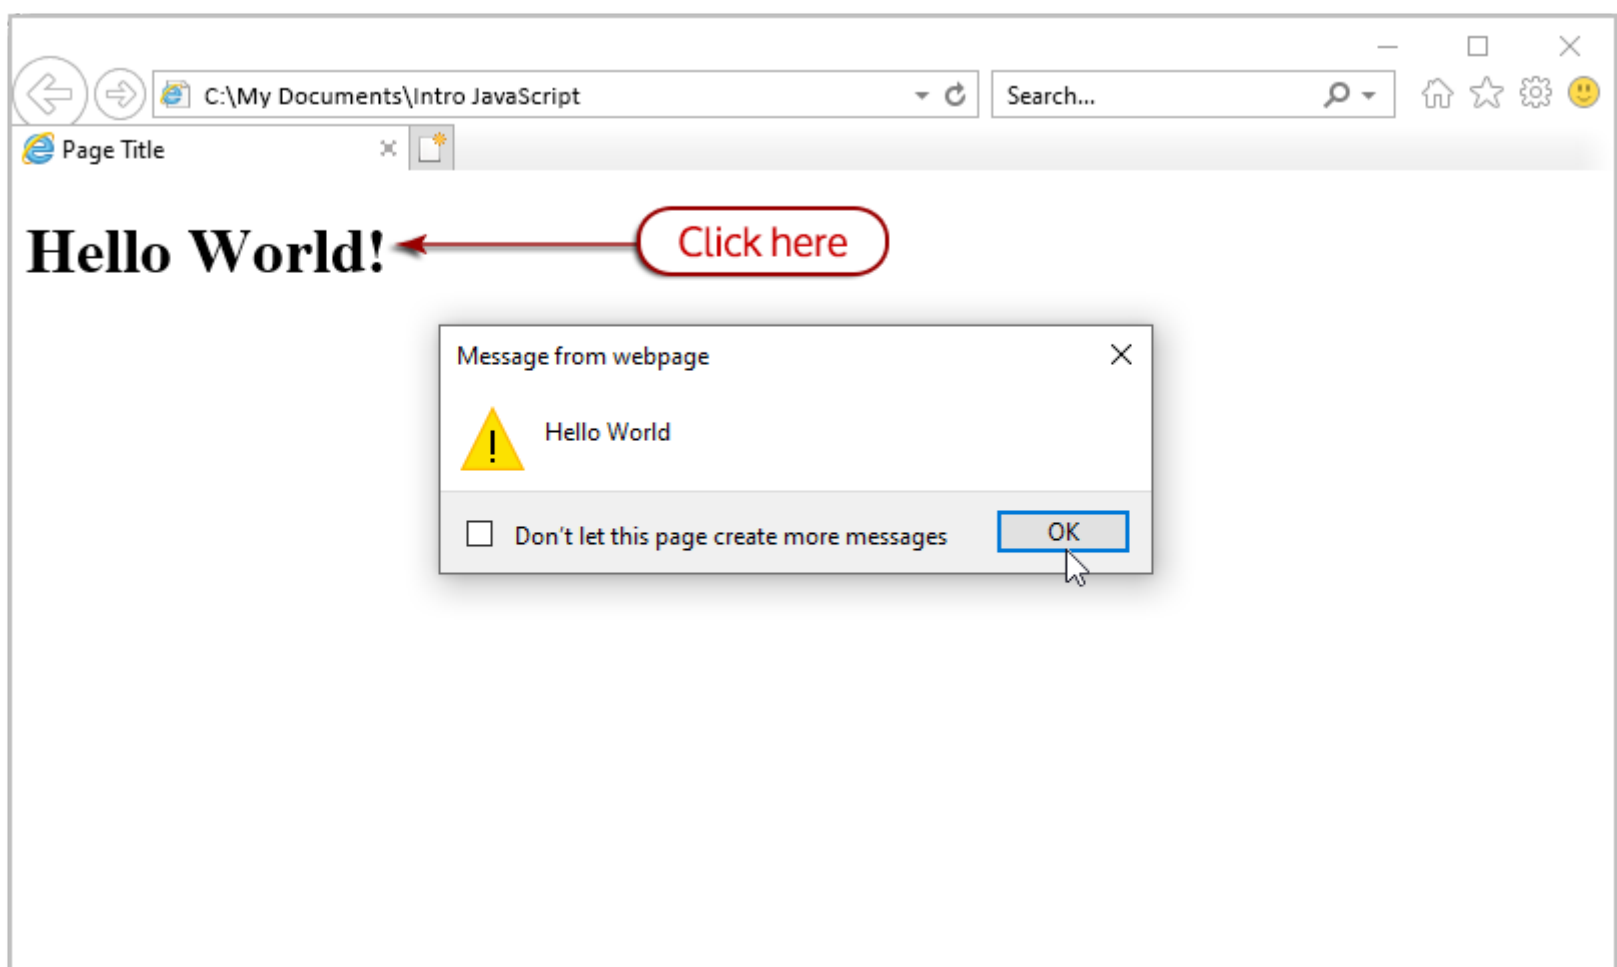 C:\My Documents\Intro JavaScript
Search...
Page Title
Hello World!
Click here
Message from webpage
!
Hello World
Don't let this page create more messages
OK